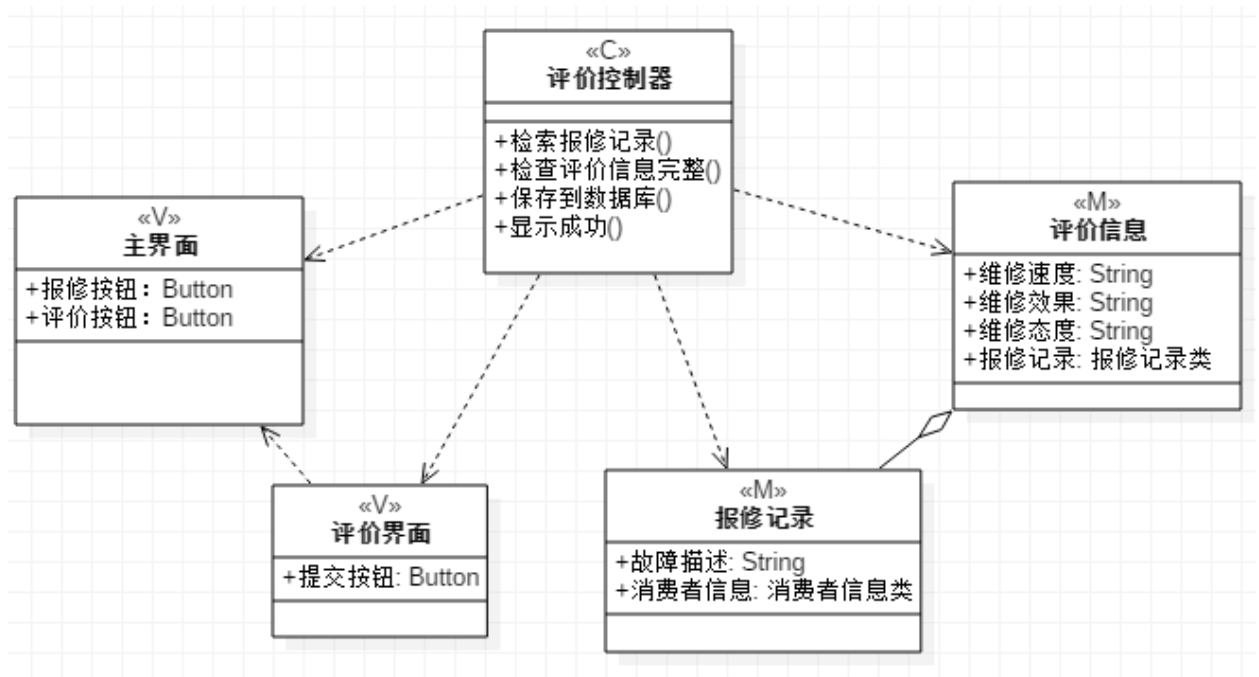 «C»
评价控制器
+检索报修记录()
+检查评价信息完整()
+保存到数据库()
+显示成功()
«V»
主界面
+报修按钮：Button
+评价按钮：Button
«M»
评价信息
+维修速度: String
+维修效果: String
+维修态度: String
+报修记录: 报修记录类
«V»
评价界面
+提交按钮: Button
«M»
报修记录
+故障描述: String
+消费者信息: 消费者信息类